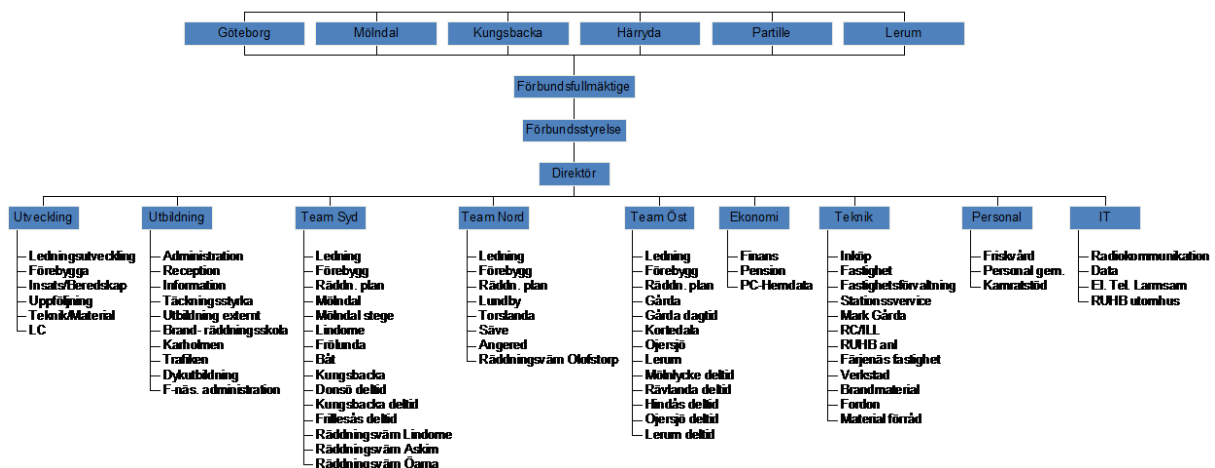 Göteborg
Mölndal
Kungsbacka
Härryda
Partille
Lerum
Förbundsfullmäktige
Förbundsstyrelse
Direktör
Utveckling
Ledningsutveckling
Förebygga
Insats/Beredskap
Uppföljning
Teknik/Material
LC
Utbildning
Administration
Reception
Information
Täckningsstyrka
Utbildning externt
Brand- räddningsskola
Karholmen
Trafiken
Dykutbildning
F-näs. administration
Team Syd
Ledning
Förebygg
Räddn. plan
Mölndal
Mölndal stege
Lindome
Frölunda
Båt
Kungsbacka
Donsö deltid
Kungsbacka deltid
Frillesås deltid
Räddningsvärn Lindome
Räddningsvärn Askim
Räddningsvärn Öarna
Team Nord
Ledning
Förebygg
Räddn. plan
Lundby
Torslanda
Säve
Angered
Räddningsvärn Olofstorp
Team Öst
Ledning
Förebygg
Räddn. plan
Gårda
Gårda dagtid
Kortedala
Öjersjö
Lerum
Mölnlycke deltid
Rävlanda deltid
Hindås deltid
Öjersjö deltid
Lerum deltid
Ekonomi
Finans
Pension
PC-Hemdata
Teknik
Inköp
Fastighet
Fastighetsförvaltning
Stationssvervice
Mark Gårda
RC/ILL
RUHB anl
Färjenäs fastighet
Verkstad
Brandmaterial
Fordon
Material förråd
Personal
Friskvård
Personal gem.
Kamratstöd
IT
Radiokommunikation
Data
El. Tel. Larmsam
RUHB utomhus